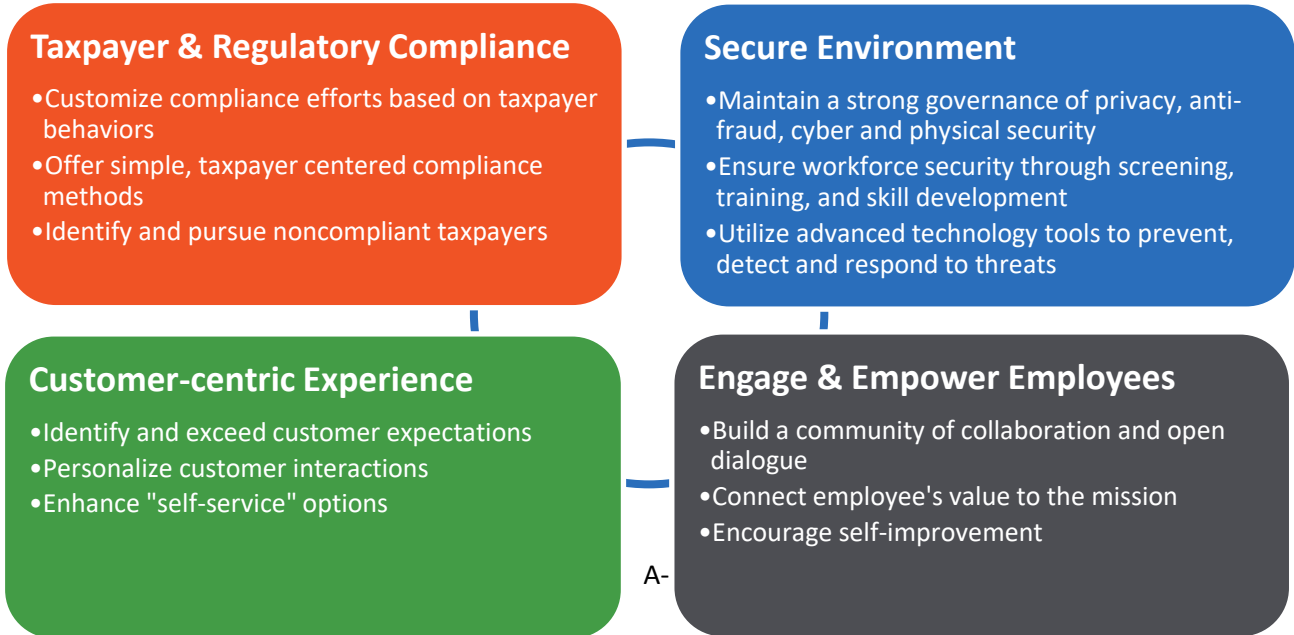 Taxpayer & Regulatory Compliance
•Customize compliance efforts based on taxpayer
behaviors
•Offer simple, taxpayer centered compliance
methods
•Identify and pursue noncompliant taxpayers
Secure Environment
•Maintain a strong governance of privacy, anti-
fraud, cyber and physical security
•Ensure workforce security through screening,
training, and skill development
•Utilize advanced technology tools to prevent,
detect and respond to threats
Customer-centric Experience
•Identify and exceed customer expectations
•Personalize customer interactions
•Enhance "self-service" options
Engage & Empower Employees
•Build a community of collaboration and open
dialogue
•Connect employee's value to the mission
•Encourage self-improvement
A-